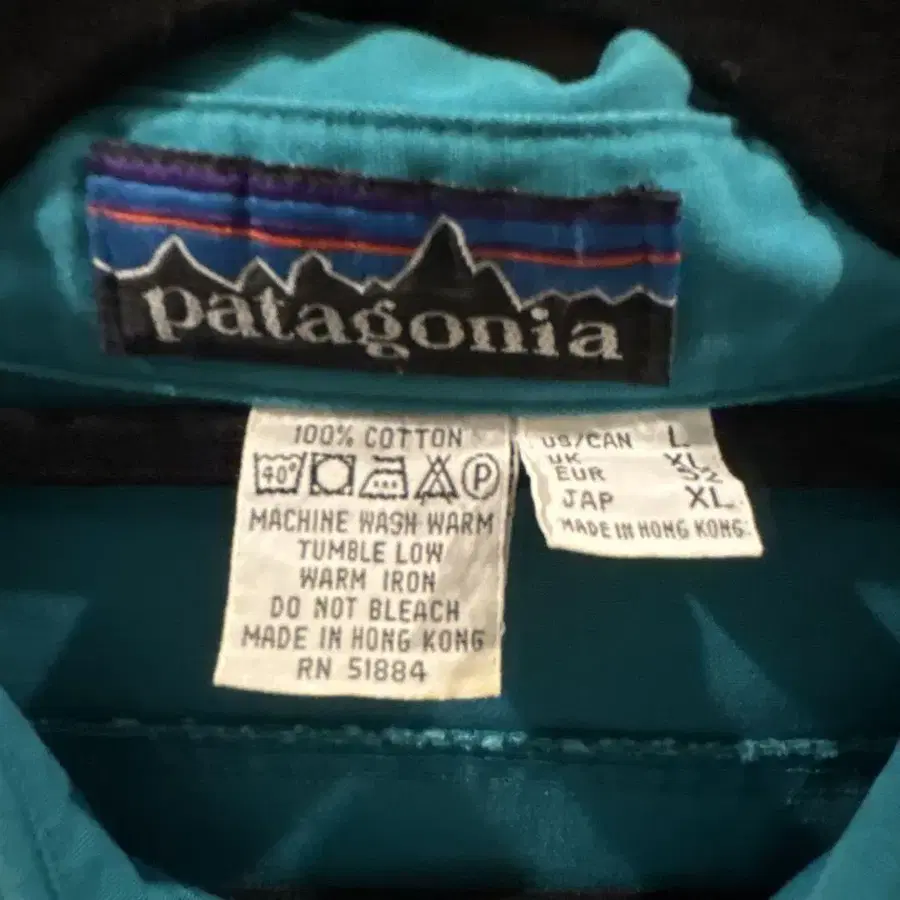 patagonia
100% COTTON
40°
P
MACHINE WASH WARM
TUMBLE LOW
WARM IRON
DO NOT BLEACH
MADE IN HONG KONG
RN 51884
US/CAN L
UK XL
EUR
JAP XL
MADE IN HONG KONG